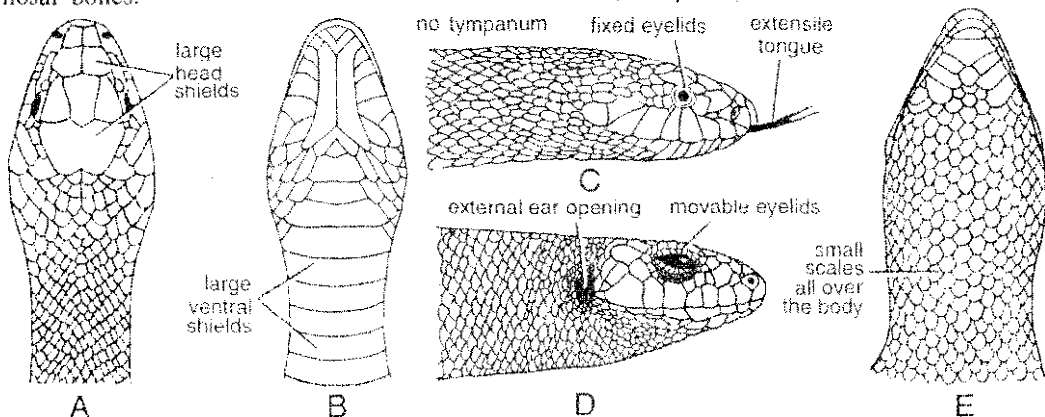 bones.
no tympanum
fixed eyelids
extensile
tongue
large
head
shields
C
external ear opening
movable eyelids
large
ventral
shields
small
scales
all over
the body
A
B
D
E